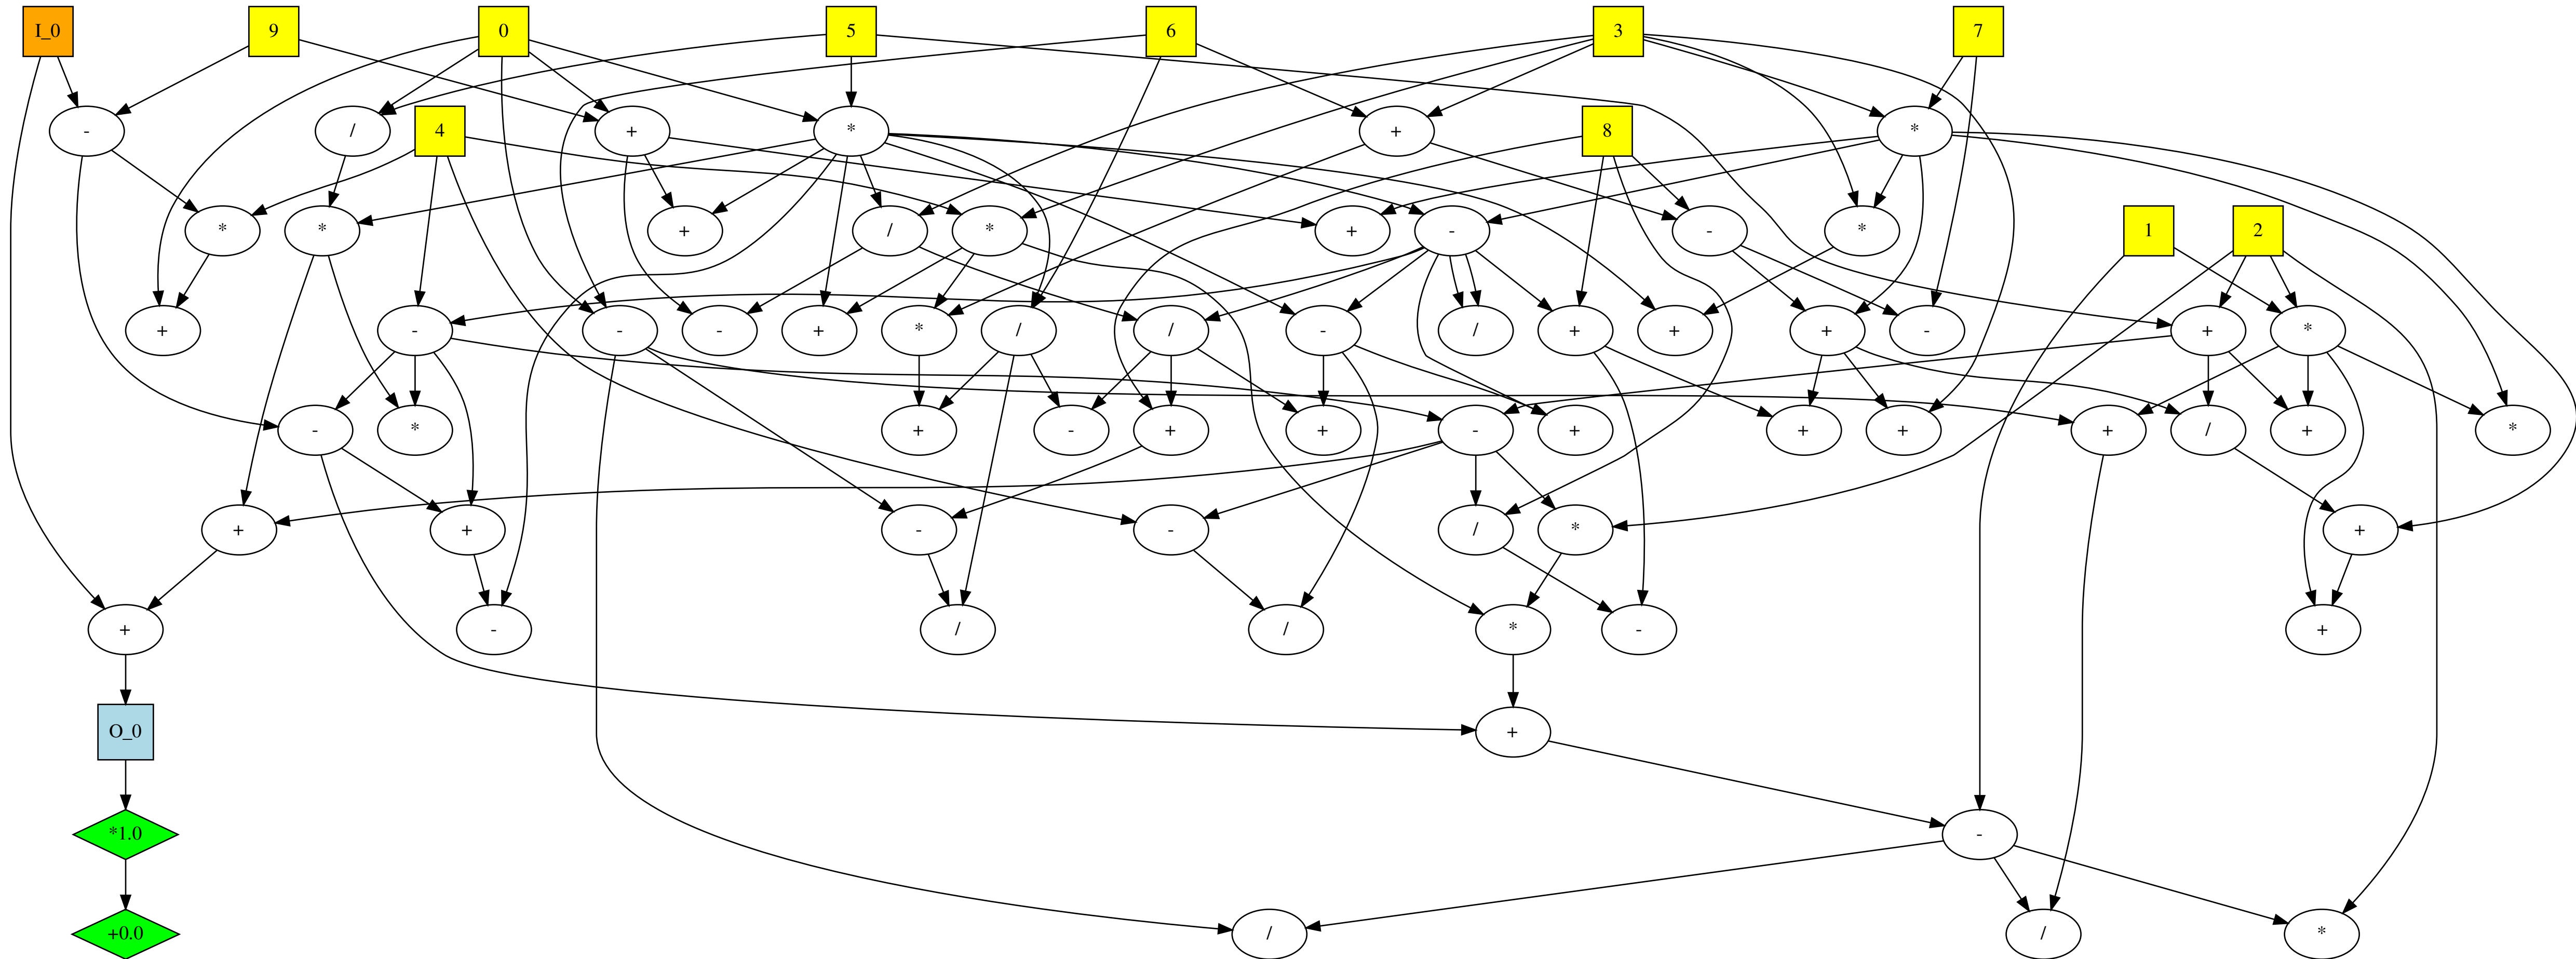 I_0 9 0 5 6 3 7
- / 4 + * + 8 *
* * + / * + - - * 1 2
+ - - - + * / / - / + + + - + *
- * + - + + - + + + + / + *
+ + - - / * +
+ - / / * - +
O_0 +
*1.0 -
+0.0 / / *